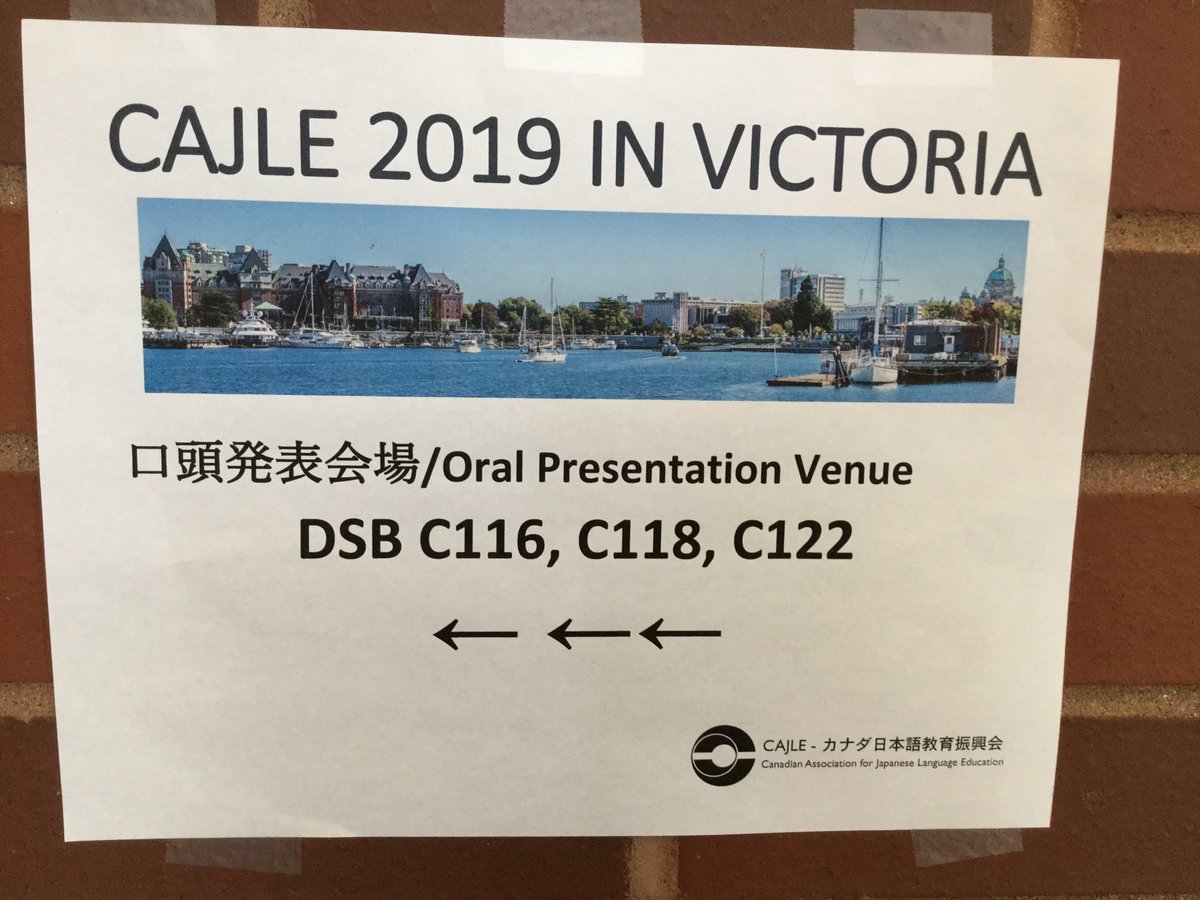 CAJLE 2019 IN VICTORIA
口頭発表会場/Oral Presentation Venue
DSB C116, C118, C122
← ← ←
CAJLE - カナダ日本語教育振興会
Canadian Association for Japanese Language Education